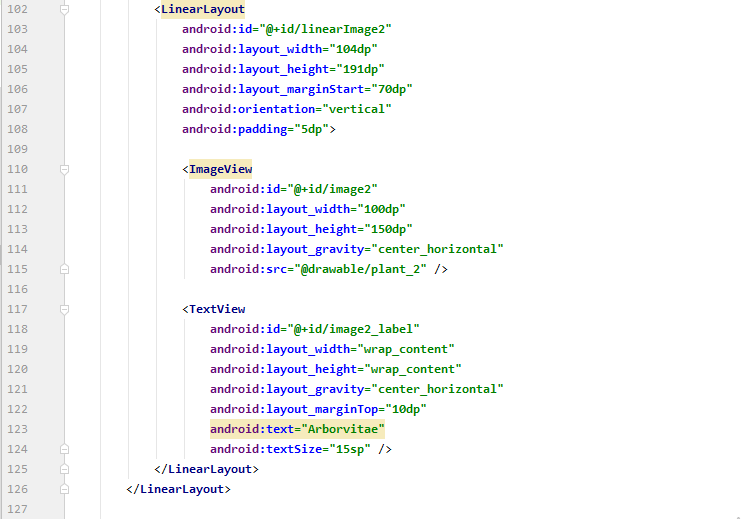 102 <LinearLayout
103 android:id="@+id/linearImage2"
104 android:layout_width="104dp"
105 android:layout_height="191dp"
106 android:layout_marginStart="70dp"
107 android:orientation="vertical"
108 android:padding="5dp">
109
110 <ImageView
111 android:id="@+id/image2"
112 android:layout_width="100dp"
113 android:layout_height="150dp"
114 android:layout_gravity="center_horizontal"
115 android:src="@drawable/plant_2" />
116
117 <TextView
118 android:id="@+id/image2_label"
119 android:layout_width="wrap_content"
120 android:layout_height="wrap_content"
121 android:layout_gravity="center_horizontal"
122 android:layout_marginTop="10dp"
123 android:text="Arborvitae"
124 android:textSize="15sp" />
125 </LinearLayout>
126 </LinearLayout>
127